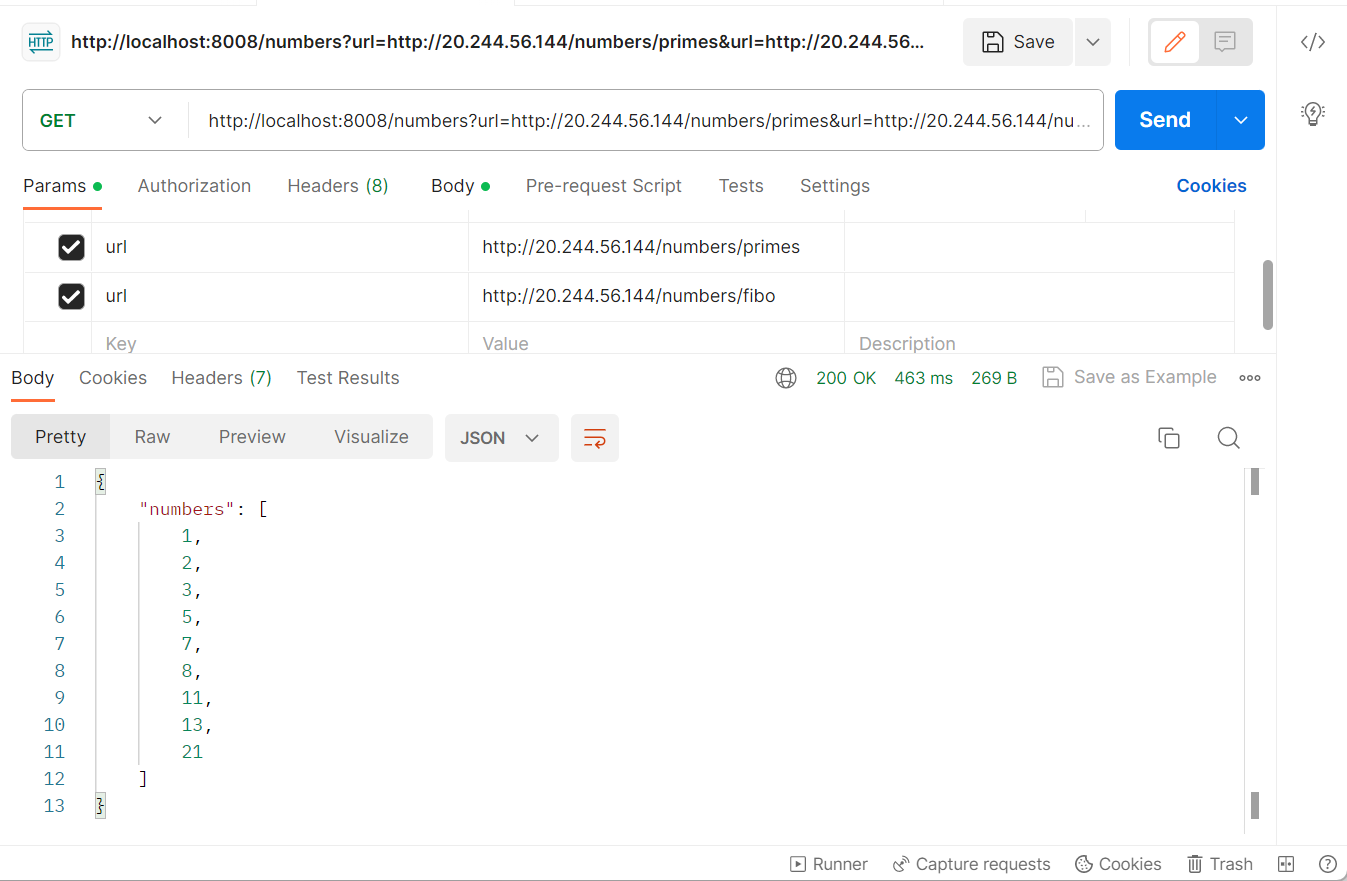 HTTP http://localhost:8008/numbers?url=http://20.244.56.144/numbers/primes&url=http://20.244.56... Save
GET http://localhost:8008/numbers?url=http://20.244.56.144/numbers/primes&url=http://20.244.56.144/nu... Send
Params Authorization Headers (8) Body Pre-request Script Tests Settings Cookies
url http://20.244.56.144/numbers/primes
url http://20.244.56.144/numbers/fibo
Key Value Description
Body Cookies Headers (7) Test Results 200 OK 463 ms 269 B Save as Example
Pretty Raw Preview Visualize JSON
1 {
2 "numbers": [
3 1,
4 2,
5 3,
6 5,
7 7,
8 8,
9 11,
10 13,
11 21
12 ]
13 }
Runner Capture requests Cookies Trash